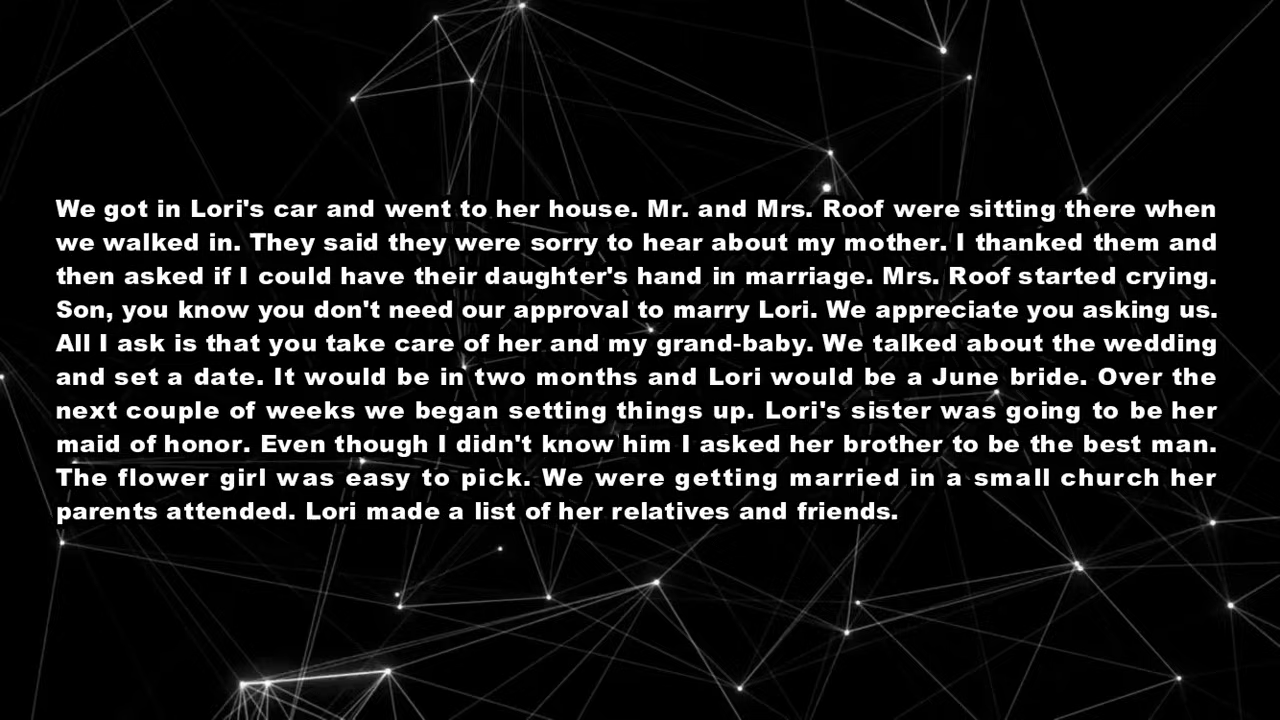 We got in Lori's car and went to her house. Mr. and Mrs. Roof were sitting there when
we walked in. They said they were sorry to hear about my mother. I thanked them and
then asked if I could have their daughter's hand in marriage. Mrs. Roof started crying.
Son, you know you don't need our approval to marry Lori. We appreciate you asking us.
All I ask is that you take care of her and my grand-baby. We talked about the wedding
and set a date. It would be in two months and Lori would be a June bride. Over the
next couple of weeks we began setting things up. Lori's sister was going to be her
maid of honor. Even though I didn't know him I asked her brother to be the best man.
The flower girl was easy to pick. We were getting married in a small church her
parents attended. Lori made a list of her relatives and friends.